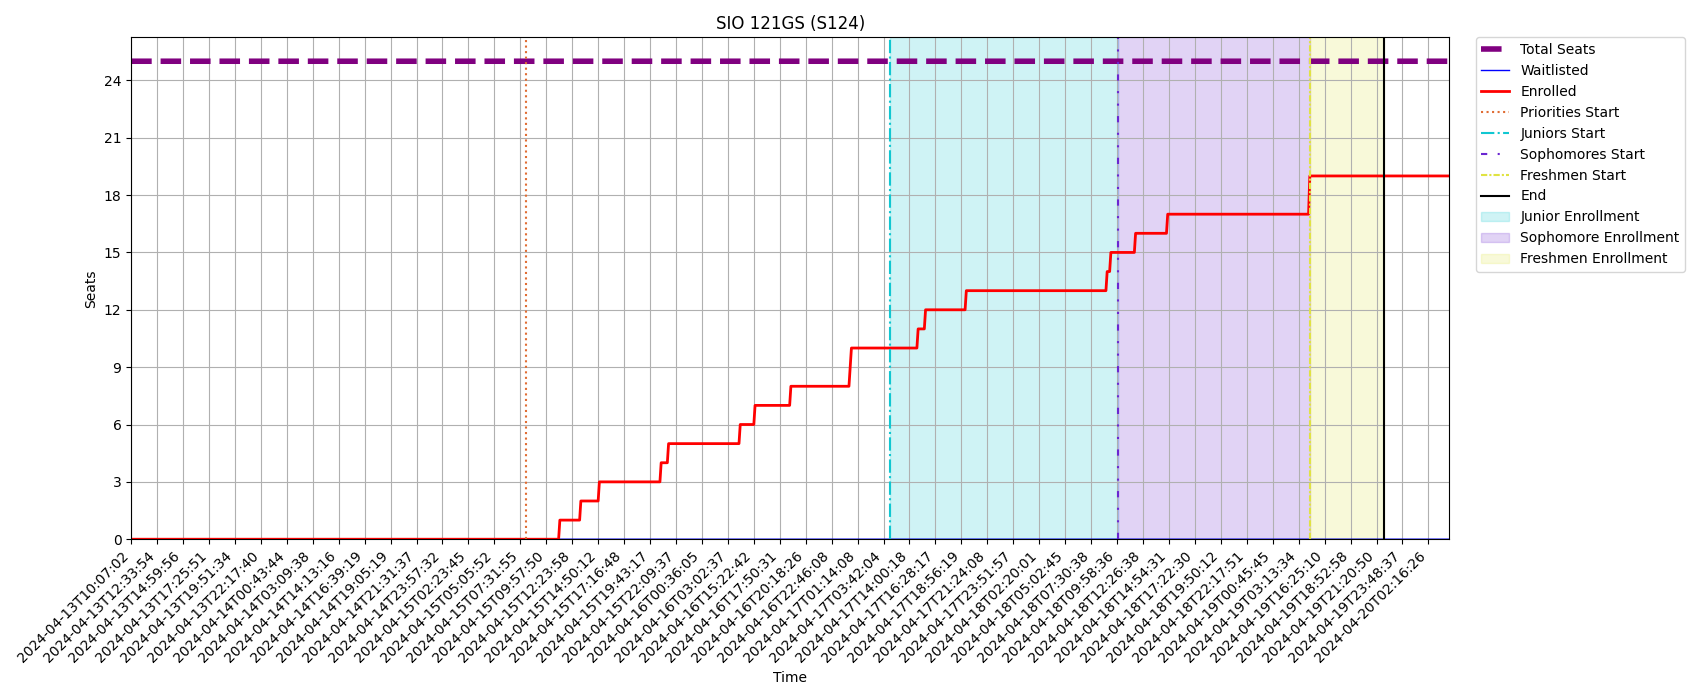 SIO 121GS (S124)
Total Seats
Waitlisted
Enrolled
Priorities Start
Juniors Start
Sophomores Start
Freshmen Start
End
Junior Enrollment
Sophomore Enrollment
Freshmen Enrollment
Seats
24
21
18
15
12
9
6
3
0
2024-04-13T10:07:02
2024-04-13T12:33:54
2024-04-13T14:59:56
2024-04-13T17:25:51
2024-04-13T19:51:34
2024-04-13T22:17:40
2024-04-14T00:43:44
2024-04-14T03:09:38
2024-04-14T14:13:16
2024-04-14T16:39:19
2024-04-14T19:05:19
2024-04-14T21:31:37
2024-04-14T23:57:32
2024-04-15T02:23:45
2024-04-15T05:05:52
2024-04-15T07:31:55
2024-04-15T09:57:50
2024-04-15T12:23:58
2024-04-15T14:50:12
2024-04-15T17:16:48
2024-04-15T19:43:17
2024-04-15T22:09:37
2024-04-16T00:36:05
2024-04-16T03:02:37
2024-04-16T15:22:42
2024-04-16T17:50:31
2024-04-16T20:18:26
2024-04-16T22:46:08
2024-04-17T01:14:08
2024-04-17T03:42:04
2024-04-17T14:00:18
2024-04-17T16:28:17
2024-04-17T18:56:19
2024-04-17T21:24:08
2024-04-17T23:51:57
2024-04-18T02:20:01
2024-04-18T05:02:45
2024-04-18T07:30:38
2024-04-18T09:58:36
2024-04-18T12:26:38
2024-04-18T14:54:31
2024-04-18T17:22:30
2024-04-18T19:50:12
2024-04-18T22:17:51
2024-04-19T00:45:45
2024-04-19T03:13:34
2024-04-19T16:25:10
2024-04-19T18:52:58
2024-04-19T21:20:50
2024-04-19T23:48:37
2024-04-20T02:16:26
Time